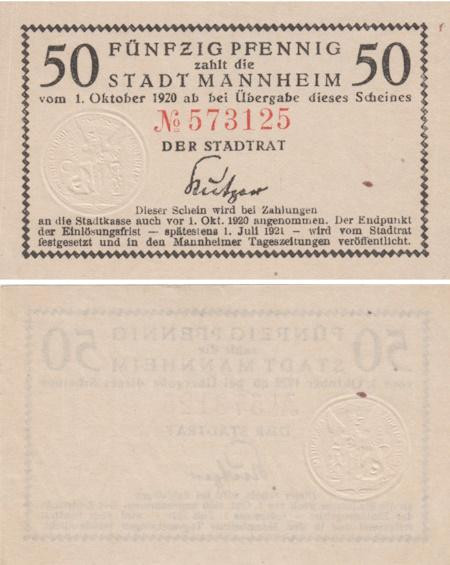 50 FÜNFZIG PFENNIG 50
zahlt die
STADT MANNHEIM
vom 1. Oktober 1920 ab bei Übergabe dieses Scheines
№ 573125
DER STADTRAT
Kutzer
Dieser Schein wird bei Zahlungen
an die Stadtkasse auch vor 1. Okt. 1920 angenommen. Der Endpunkt
der Einlösungsfrist — spätestens 1. Juli 1921 — wird vom Stadtrat
festgesetzt und in den Mannheimer Tageszeitungen veröffentlicht.